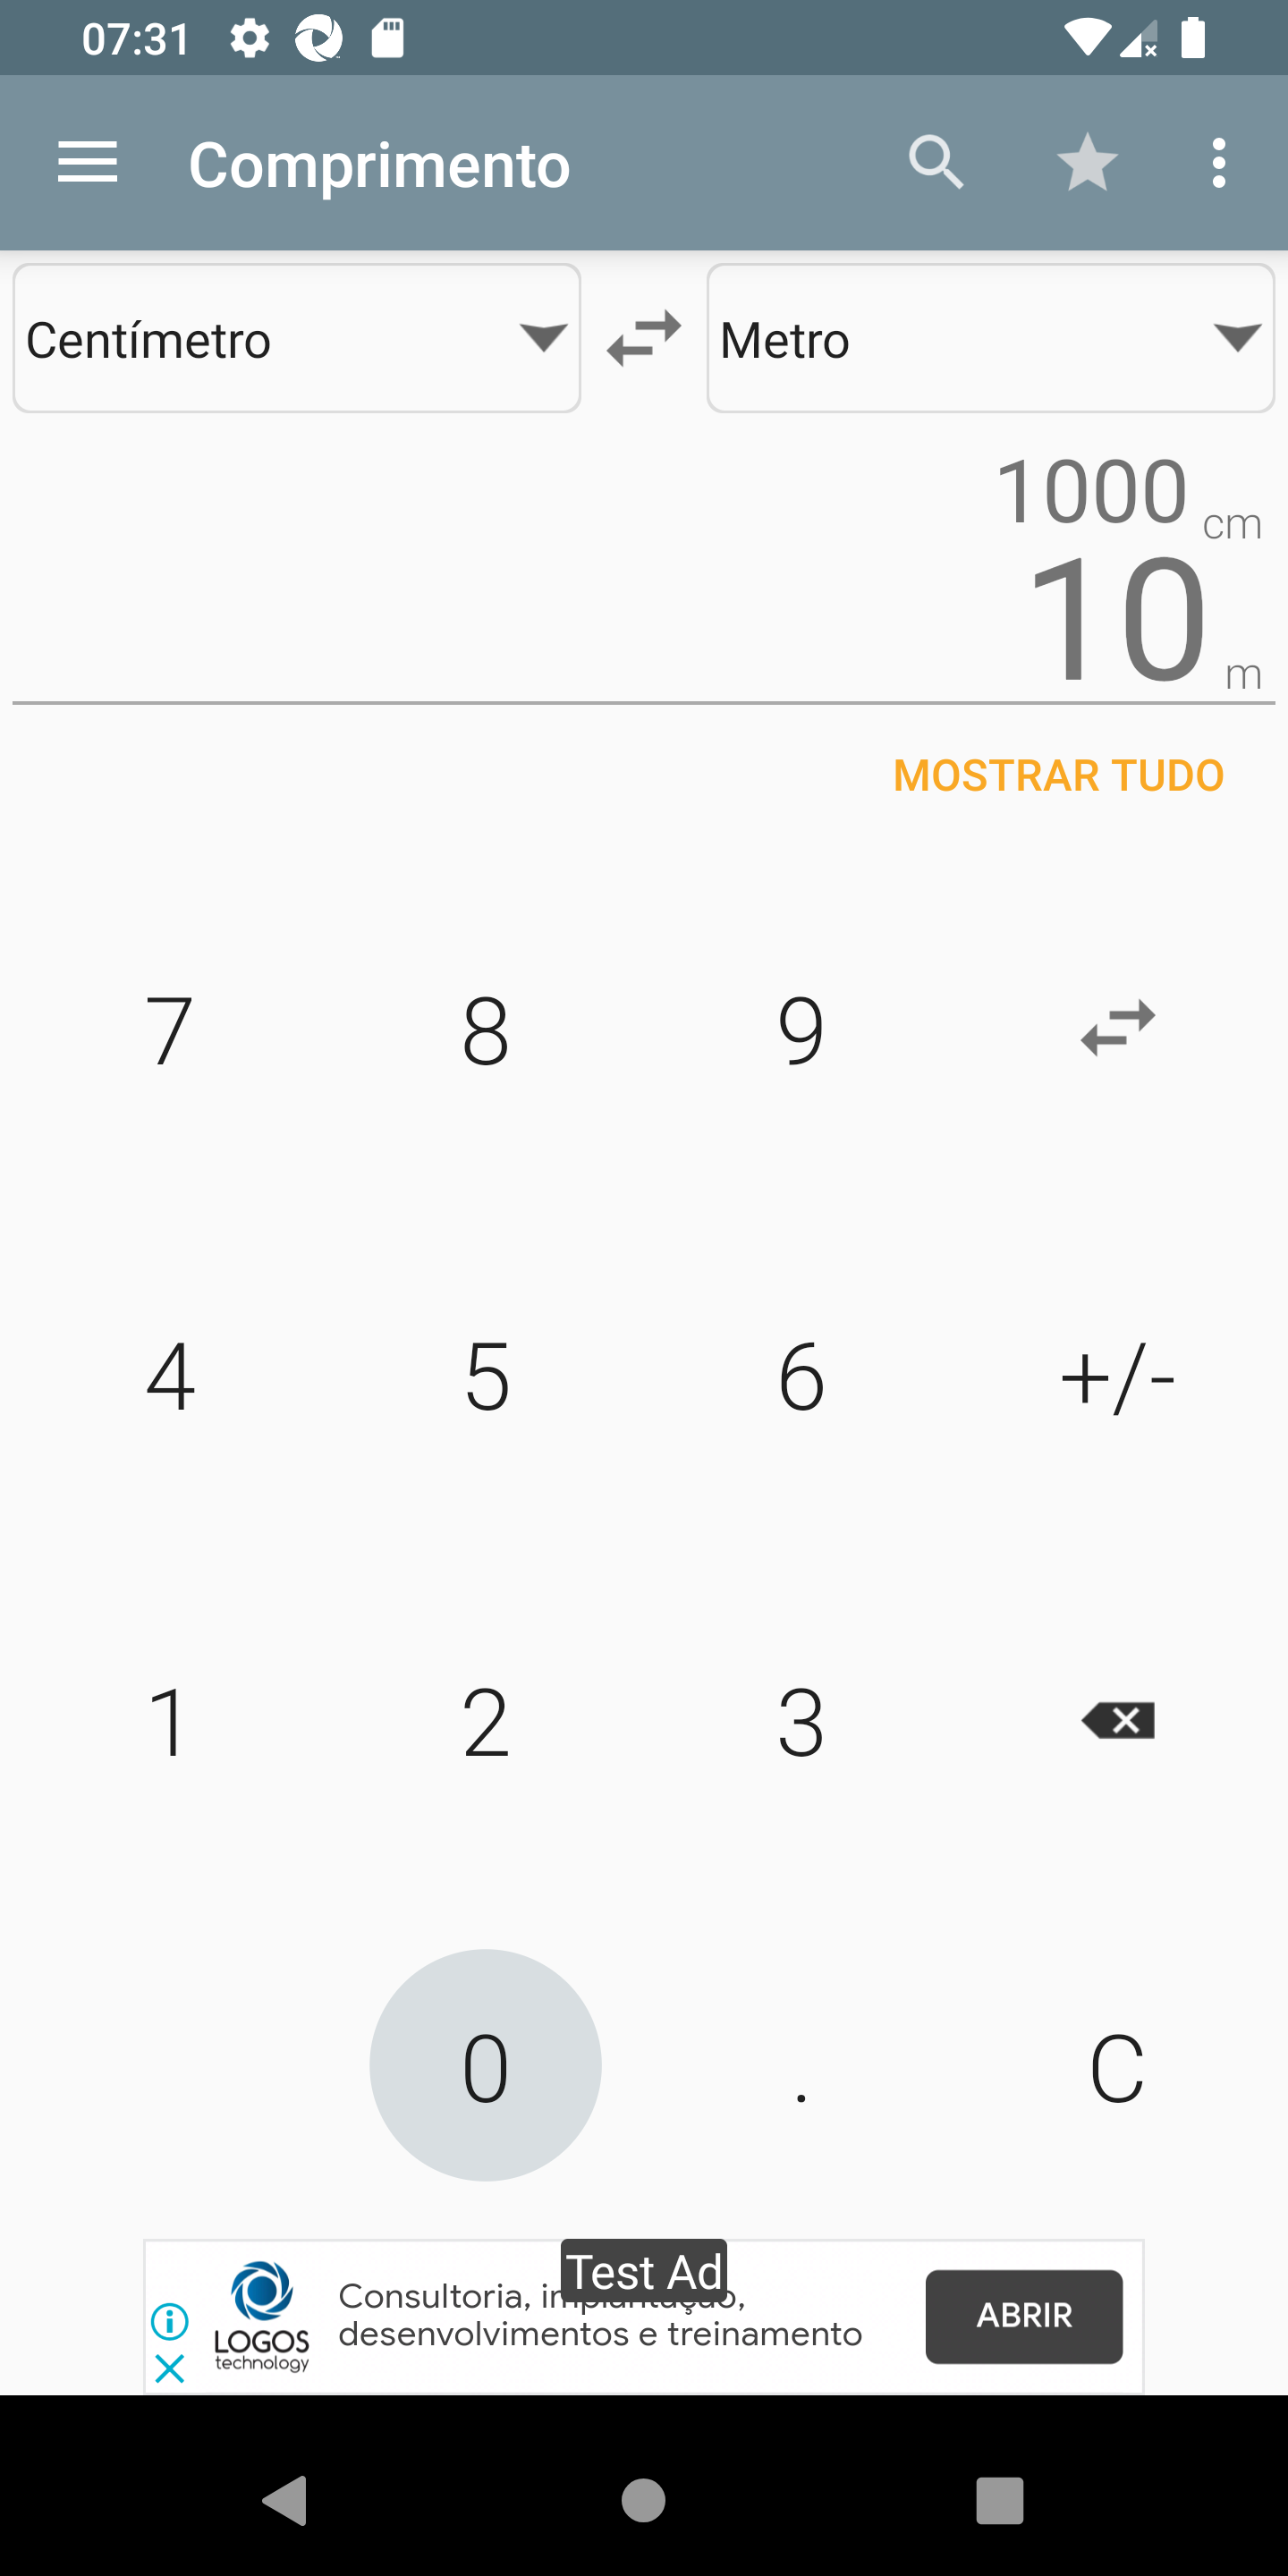 07:31
Comprimento
Centímetro
Metro
1000 cm
10 m
MOSTRAR TUDO
7 8 9
4 5 6 +/-
1 2 3
0 . C
Test Ad
LOGOS
technology
Consultoria,
desenvolvimentos e treinamento
ABRIR